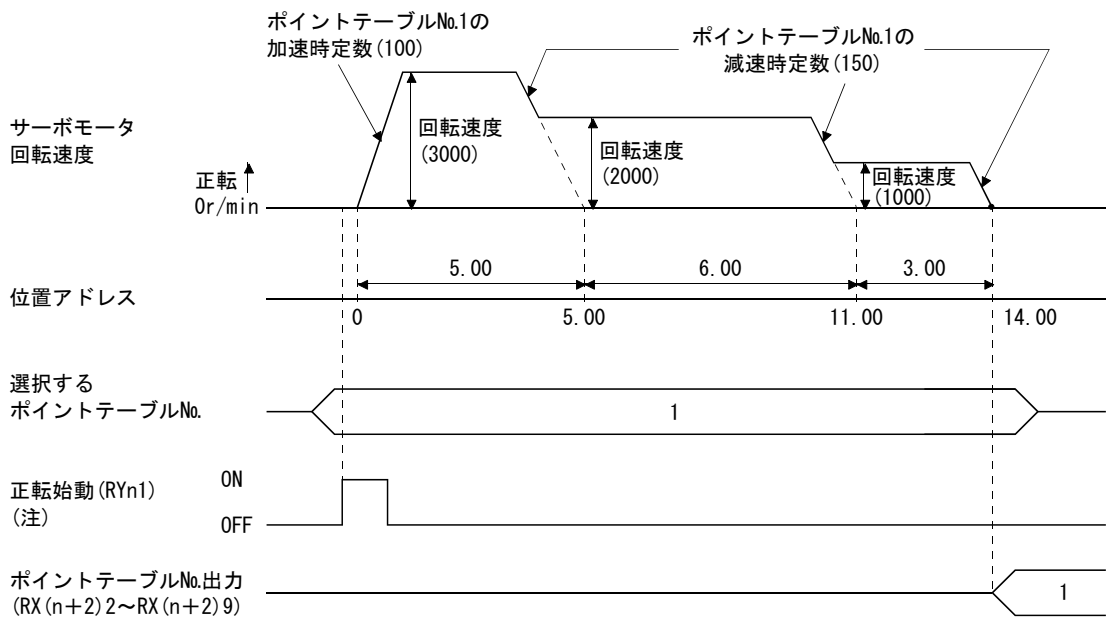 ポイントテーブル№1の
加速時定数(100)
ポイントテーブル№1の
減速時定数(150)
サーボモータ
回転速度
正転
0r/min
回転速度
(3000)
回転速度
(2000)
回転速度
(1000)
5.00
6.00
3.00
位置アドレス
0
5.00
11.00
14.00
選択する
ポイントテーブル№.
1
正転始動(RYn1)
(注)
ON
OFF
ポイントテーブル№出力
(RX(n+2)2～RX(n+2)9)
1